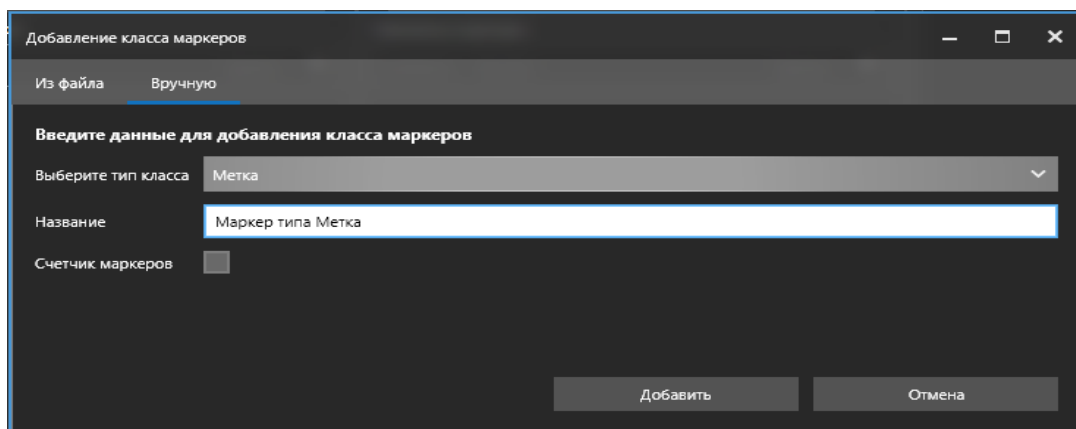 Добавление класса маркеров
Из файла Вручную
Введите данные для добавления класса маркеров
Выберите тип класса Метка
Название Маркер типа Метка
Счетчик маркеров
Добавить Отмена